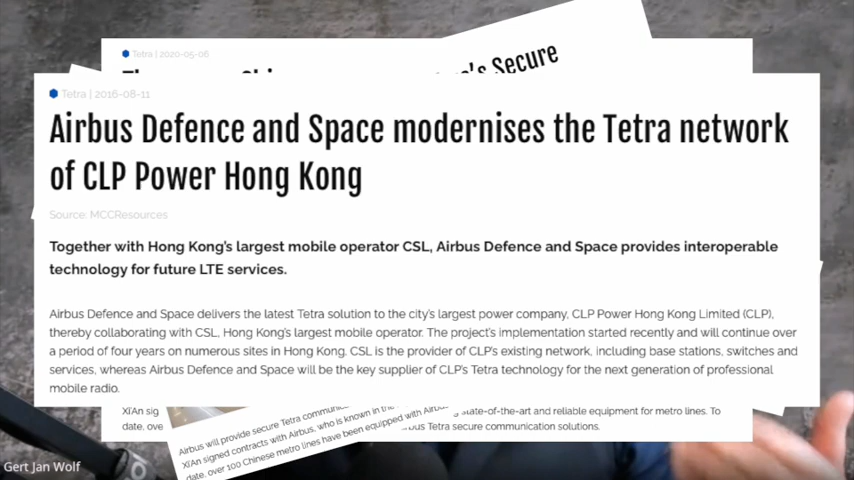 Tetra | 2020-05-06
's Secure
Tetra | 2016-08-11
Airbus Defence and Space modernises the Tetra network
of CLP Power Hong Kong
Source: MCCResources
Together with Hong Kong's largest mobile operator CSL, Airbus Defence and Space provides interoperable
technology for future LTE services.
Airbus Defence and Space delivers the latest Tetra solution to the city's largest power company, CLP Power Hong Kong Limited (CLP),
thereby collaborating with CSL, Hong Kong's largest mobile operator. The project's implementation started recently and will continue over
a period of four years on numerous sites in Hong Kong. CSL is the provider of CLP's existing network, including base stations, switches and
services, whereas Airbus Defence and Space will be the key supplier of CLP's Tetra technology for the next generation of professional
mobile radio.
Xi'An sig
state-of-the-art and reliable equipment for metro lines. To
date, ove
Tetra secure communication solutions.
Airbus will provide secure Tetra
Xi'An signed contracts with Airbus, who is known in the
date, over 100 Chinese metro lines have been equipped with
Gert Jan Wolf